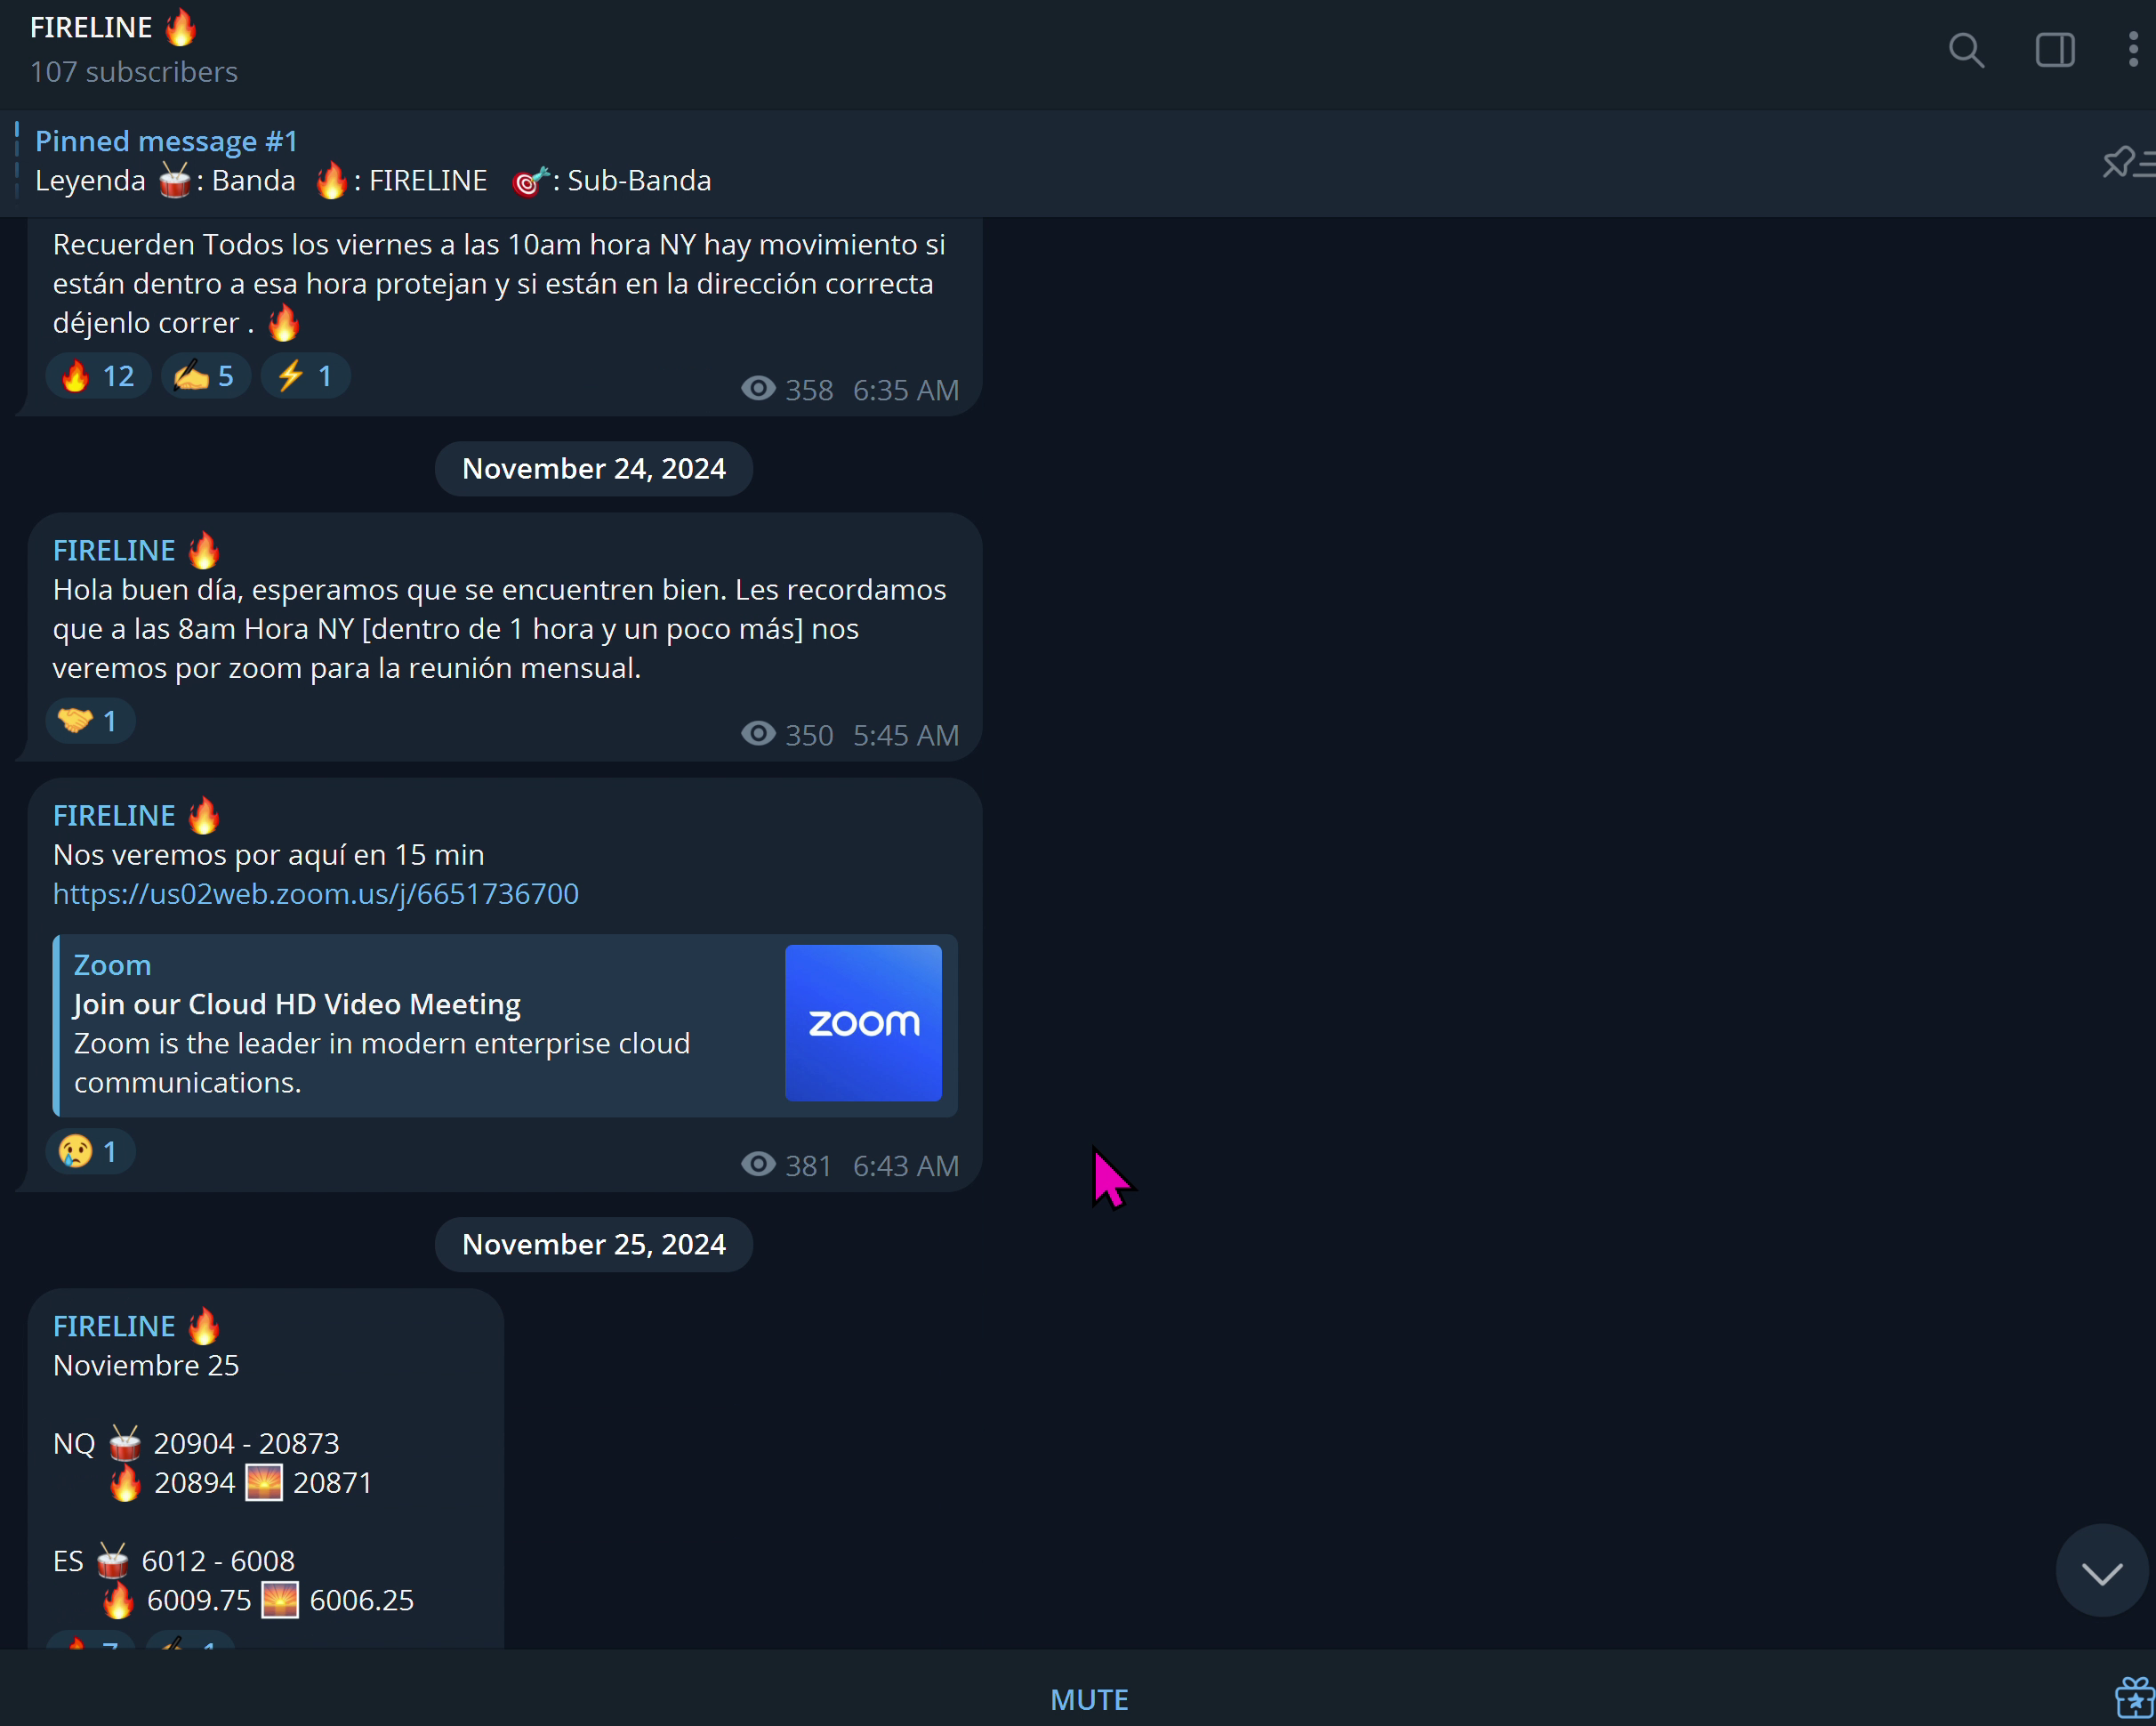 FIRELINE 🔥
107 subscribers
Pinned message #1
Leyenda 🥁: Banda 🔥: FIRELINE 🎯: Sub-Banda
Recuerden Todos los viernes a las 10am hora NY hay movimiento si
están dentro a esa hora protejan y si están en la dirección correcta
déjenlo correr . 🔥
🔥 12 ✍ 5 ⚡ 1
358 6:35 AM
November 24, 2024
FIRELINE 🔥
Hola buen día, esperamos que se encuentren bien. Les recordamos
que a las 8am Hora NY [dentro de 1 hora y un poco más] nos
veremos por zoom para la reunión mensual.
🤝 1
350 5:45 AM
FIRELINE 🔥
Nos veremos por aquí en 15 min
https://us02web.zoom.us/j/6651736700
Zoom
Join our Cloud HD Video Meeting
Zoom is the leader in modern enterprise cloud
communications.
zoom
😢 1
381 6:43 AM
November 25, 2024
FIRELINE 🔥
Noviembre 25
NQ 🥁 20904 - 20873
🔥 20894 🌅 20871
ES 🥁 6012 - 6008
🔥 6009.75 🌅 6006.25
MUTE